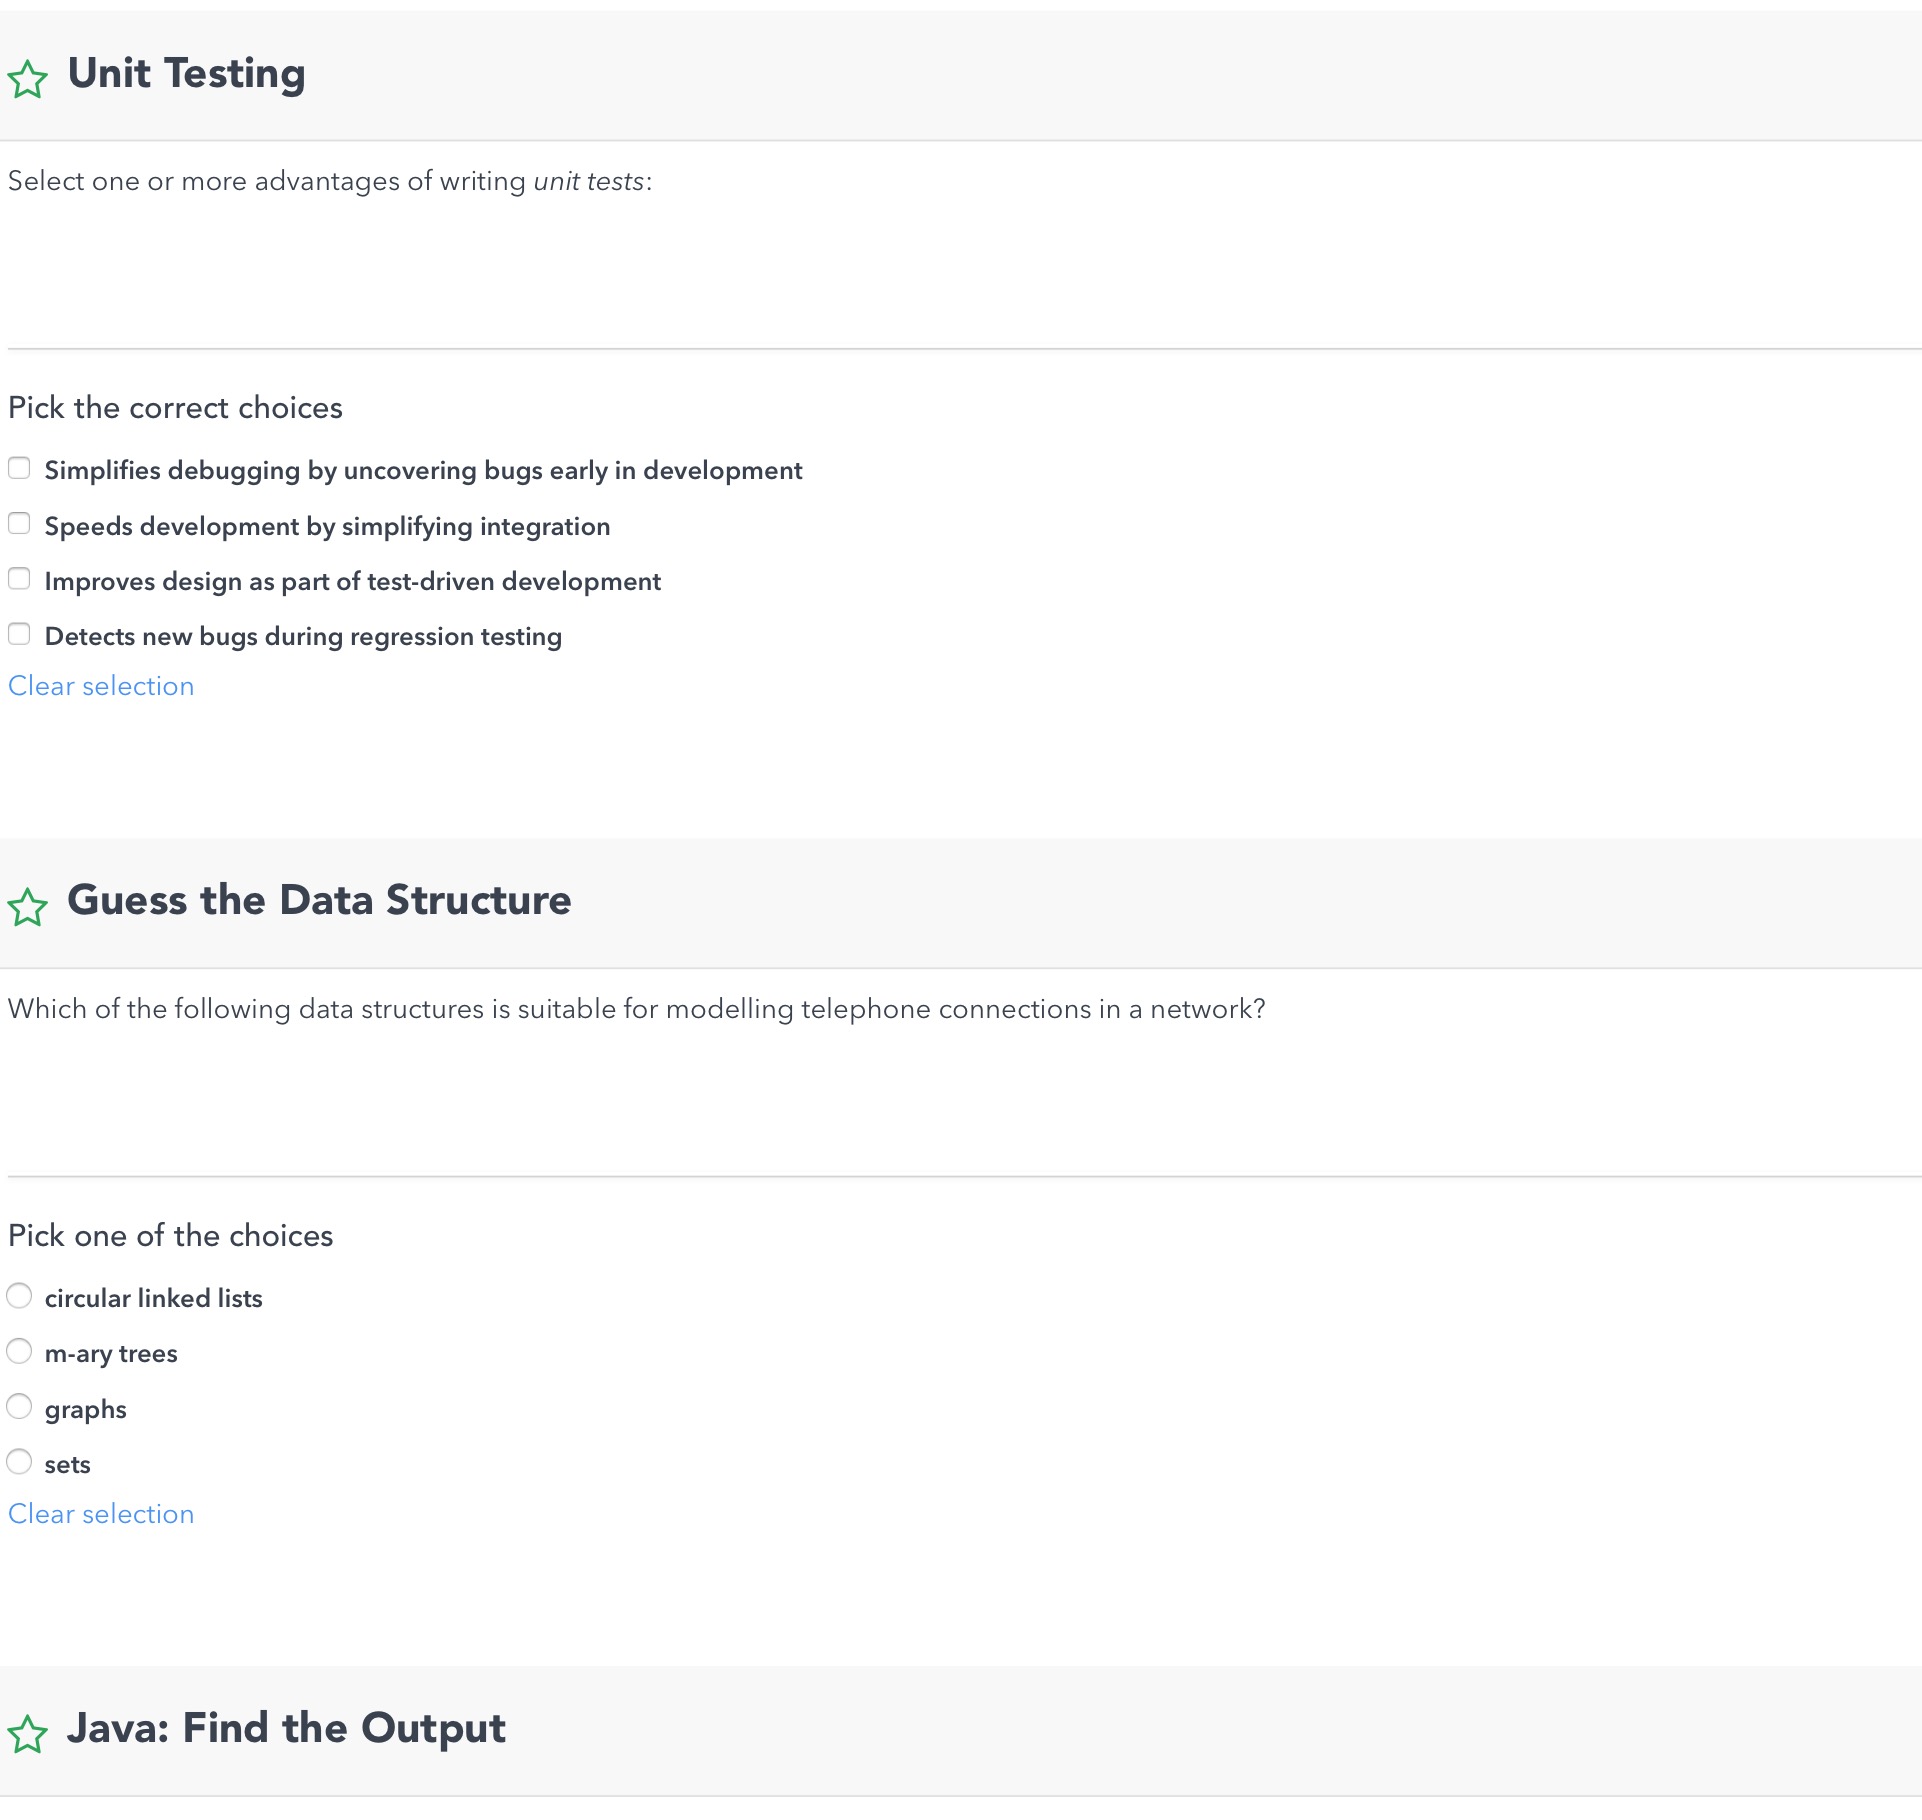 Unit Testing
Select one or more advantages of writing unit tests:
Pick the correct choices
Simplifies debugging by uncovering bugs early in development
Speeds development by simplifying integration
Improves design as part of test-driven development
Detects new bugs during regression testing
Clear selection
Guess the Data Structure
Which of the following data structures is suitable for modelling telephone connections in a network?
Pick one of the choices
circular linked lists
m-ary trees
graphs
sets
Clear selection
Java: Find the Output